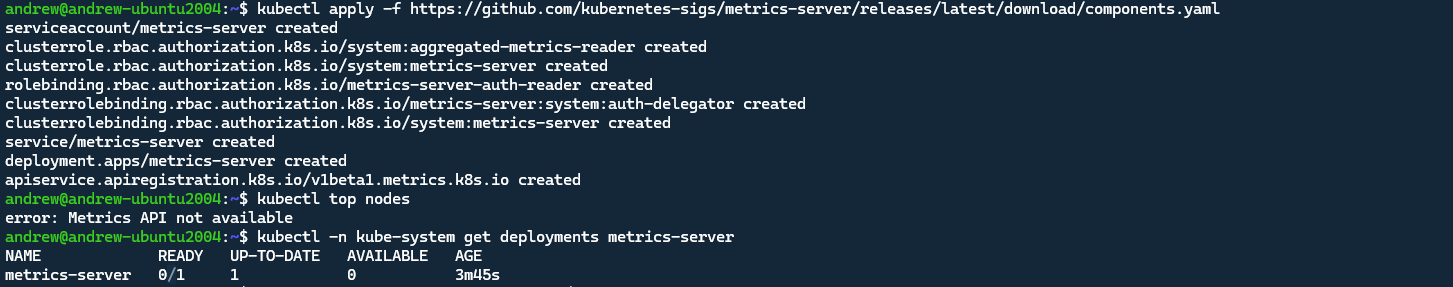 andrew@andrew-ubuntu2004:~$ kubectl apply -f https://github.com/kubernetes-sigs/metrics-server/releases/latest/download/components.yaml
serviceaccount/metrics-server created
clusterrole.rbac.authorization.k8s.io/system:aggregated-metrics-reader created
clusterrole.rbac.authorization.k8s.io/system:metrics-server created
rolebinding.rbac.authorization.k8s.io/metrics-server-auth-reader created
clusterrolebinding.rbac.authorization.k8s.io/metrics-server:system:auth-delegator created
clusterrolebinding.rbac.authorization.k8s.io/system:metrics-server created
service/metrics-server created
deployment.apps/metrics-server created
apiservice.apiregistration.k8s.io/v1beta1.metrics.k8s.io created
andrew@andrew-ubuntu2004:~$ kubectl top nodes
error: Metrics API not available
andrew@andrew-ubuntu2004:~$ kubectl -n kube-system get deployments metrics-server
NAME             READY   UP-TO-DATE   AVAILABLE   AGE
metrics-server   0/1     1            0           3m45s